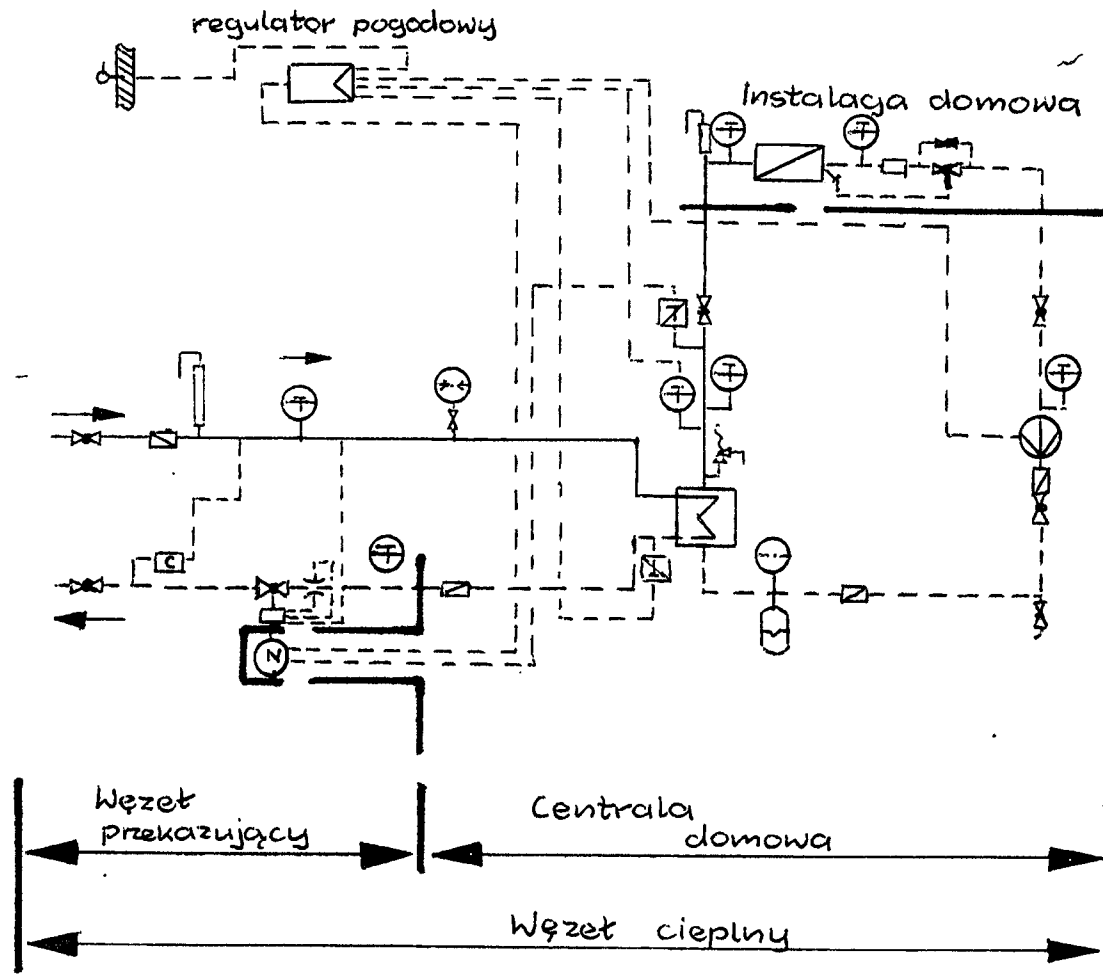 regulator pogodowy
Instalacja domowa
T
T
T
T
T
T
T
C
T
Z
Węzeł
przekazujący
Centrala
domowa
Węzeł cieplny